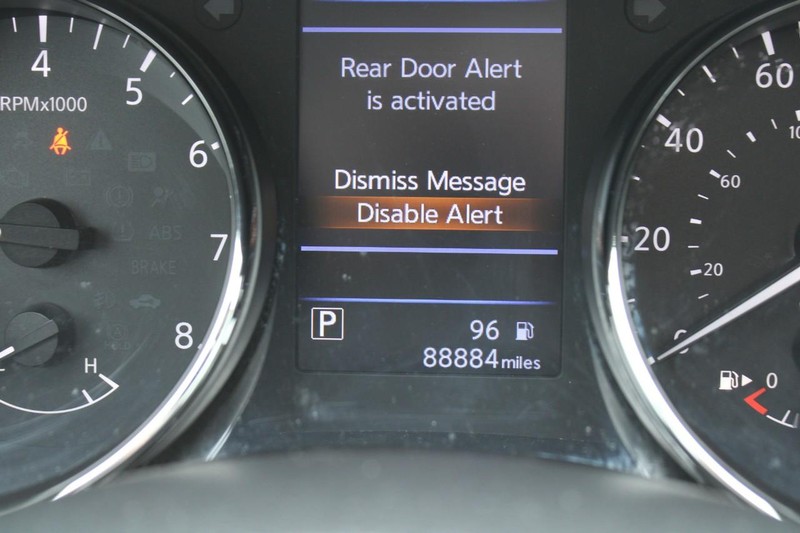 4
5
6
7
8
RPMx1000
ABS
BRAKE
H
Rear Door Alert
is activated
Dismiss Message
Disable Alert
P
96
88884 miles
60
40
20
0
60
20
0